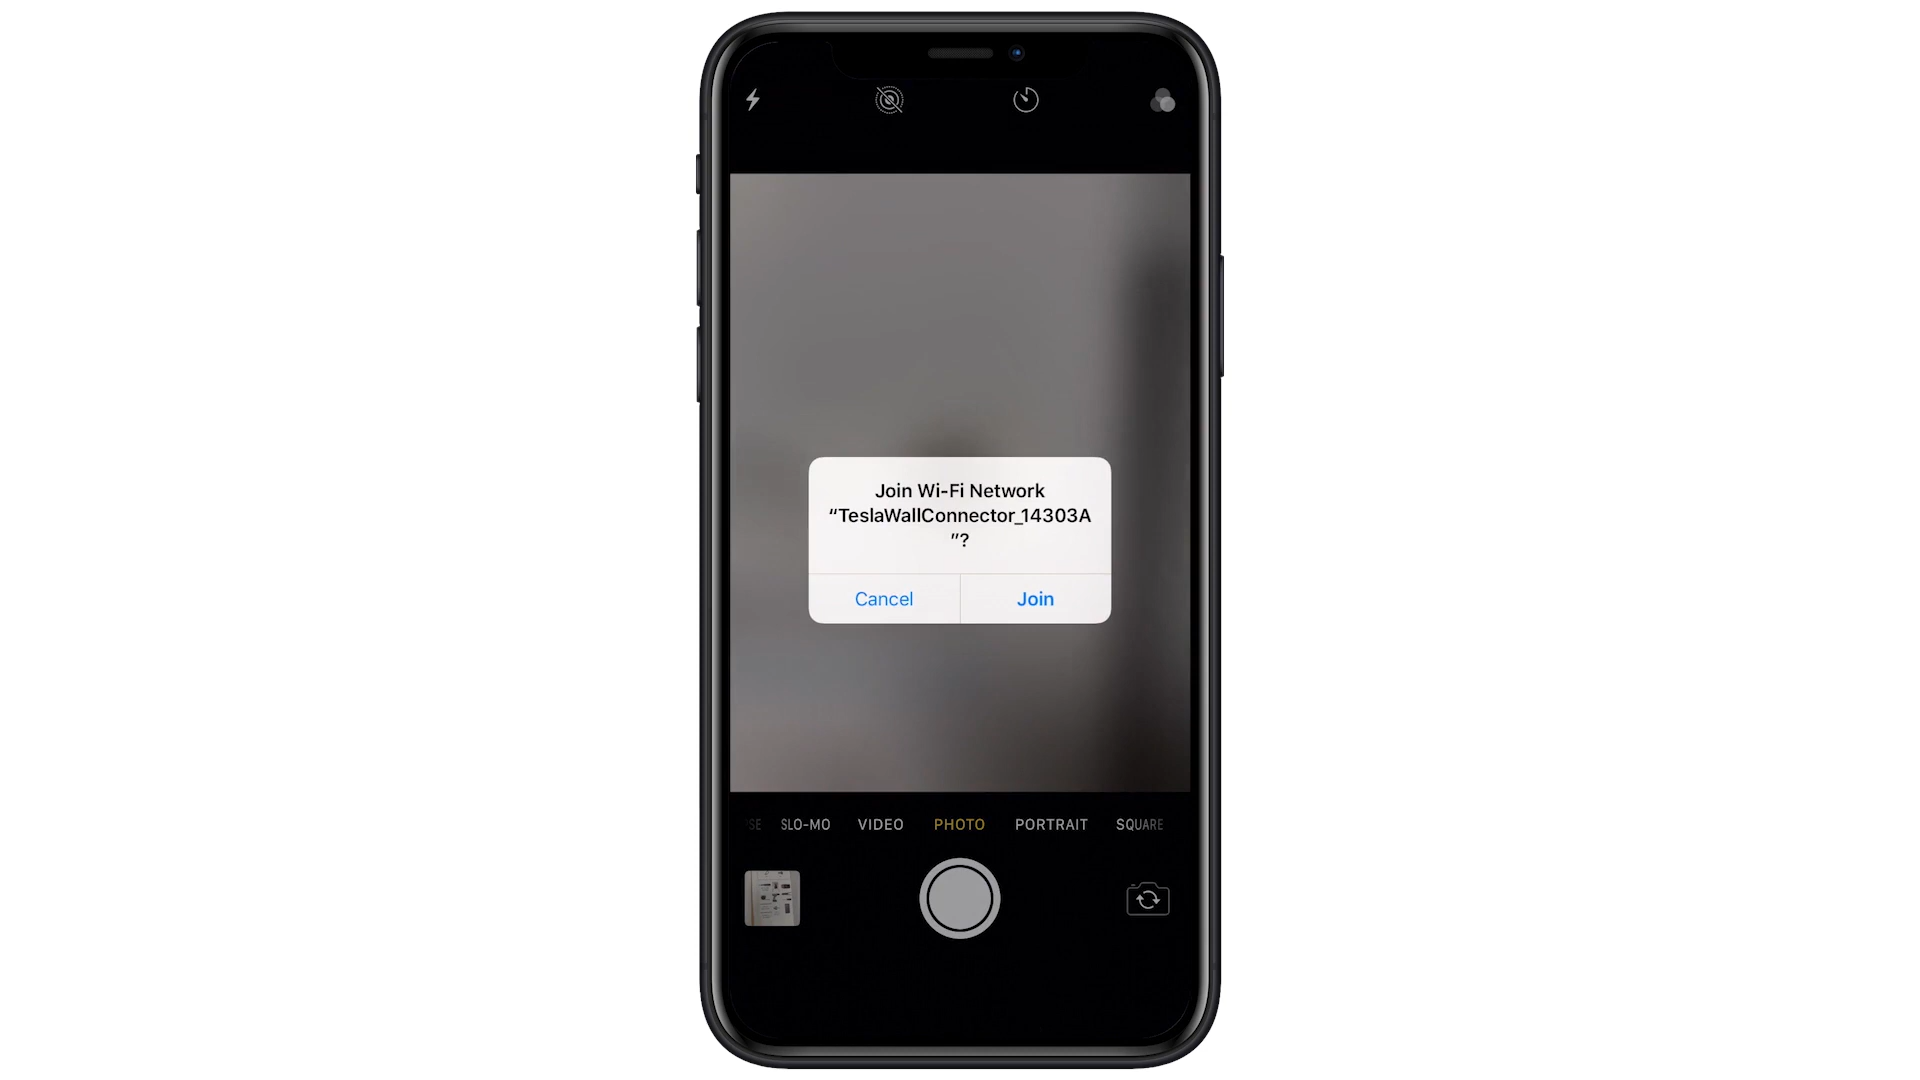 Join Wi-Fi Network
“TeslaWallConnector_14303A
”?
Cancel Join
SLO-MO VIDEO PHOTO PORTRAIT SQUARE